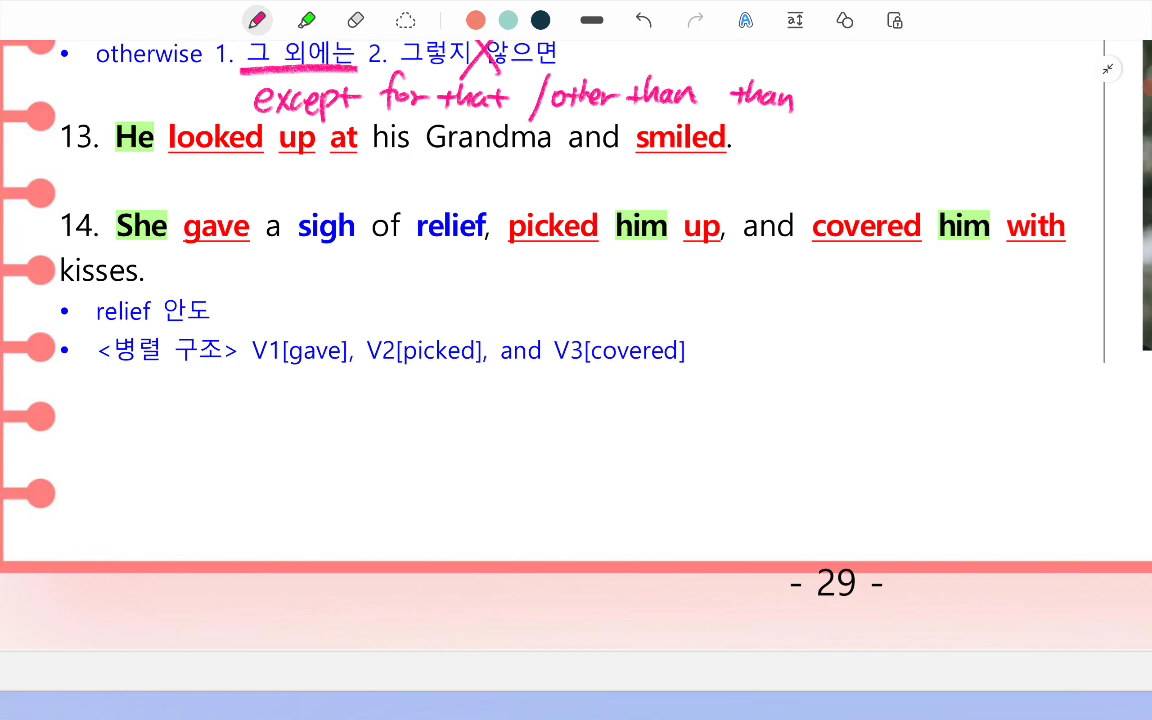 • otherwise 1. 그 외에는 2. 그렇지 않으면
except for that / other than than
13. He looked up at his Grandma and smiled.
14. She gave a sigh of relief, picked him up, and covered him with
kisses.
• relief 안도
• <병렬 구조> V1[gave], V2[picked], and V3[covered]
- 29 -